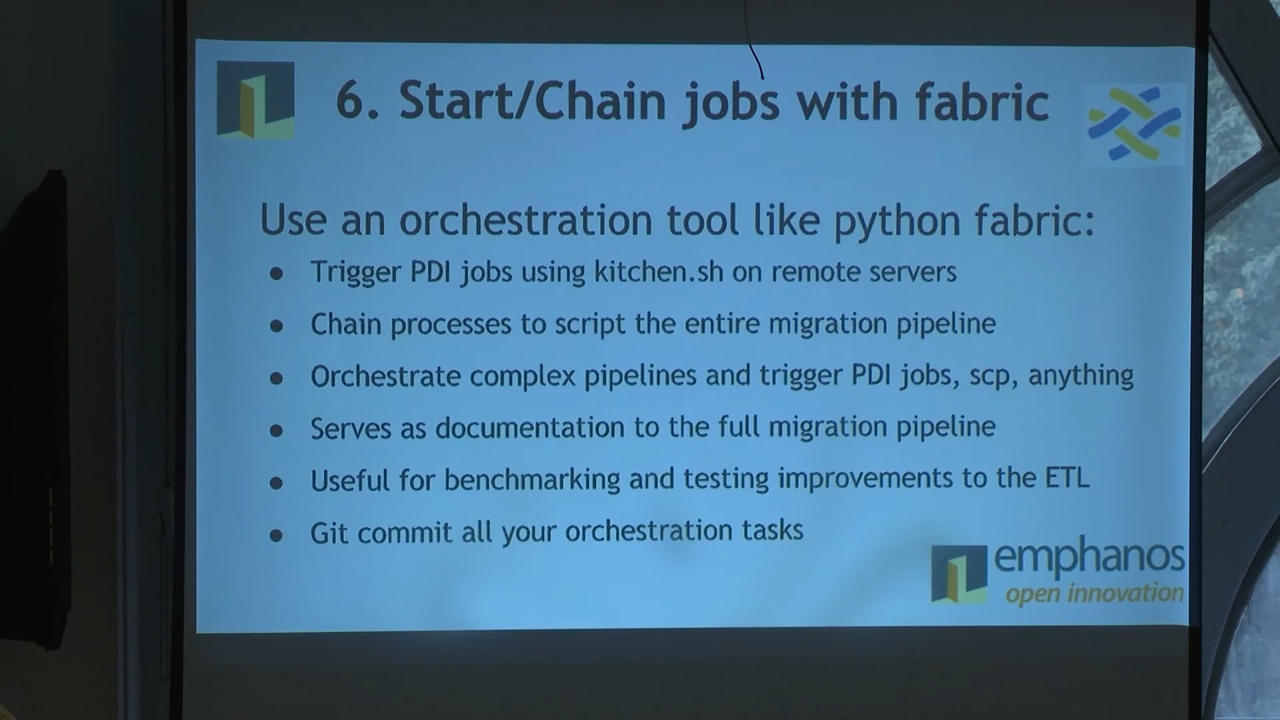 6. Start/Chain jobs with fabric
Use an orchestration tool like python fabric:
● Trigger PDI jobs using kitchen.sh on remote servers
● Chain processes to script the entire migration pipeline
● Orchestrate complex pipelines and trigger PDI jobs, scp, anything
● Serves as documentation to the full migration pipeline
● Useful for benchmarking and testing improvements to the ETL
● Git commit all your orchestration tasks
emphanos
open innovation